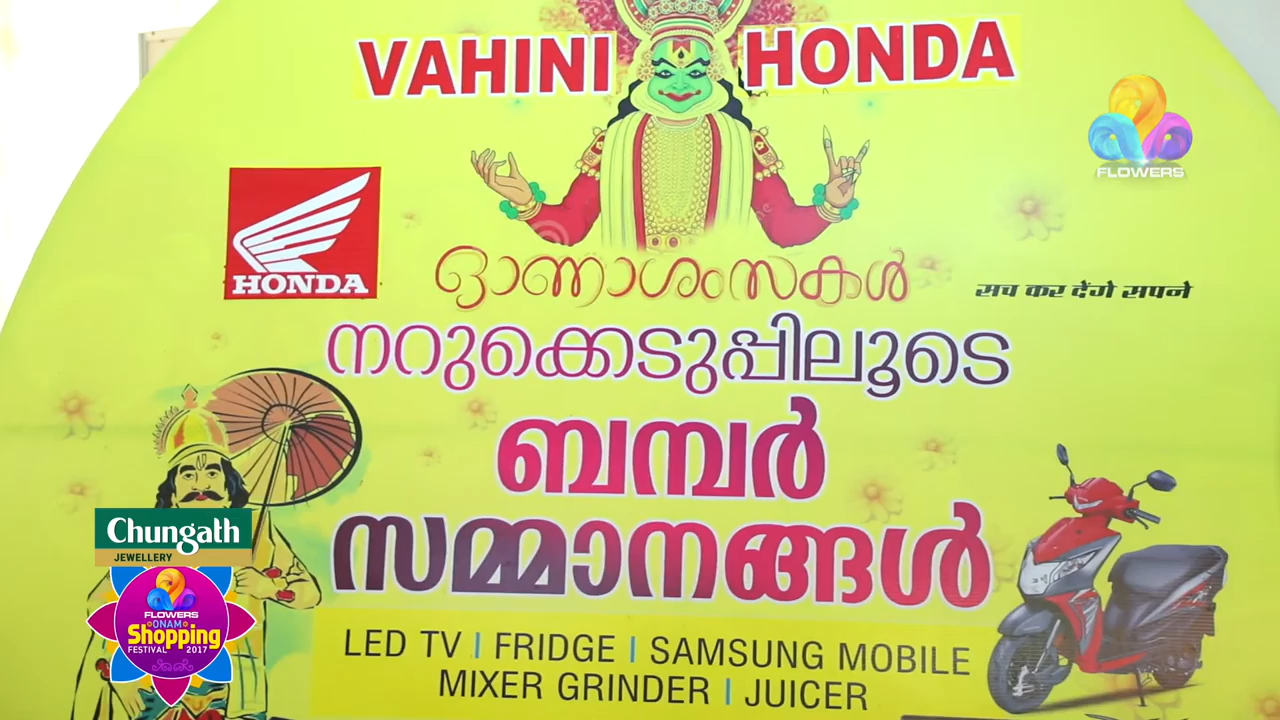 VAHINI HONDA
FLOWERS
HONDA
ഓണാശംസകൾ
सच कर देंगे सपने
നറുക്കെടുപ്പിലൂടെ
ബമ്പർ
സമ്മാനങ്ങൾ
Chungath
JEWELLERY
FLOWERS
ONAM
Shopping
FESTIVAL 2017
LED TV | FRIDGE | SAMSUNG MOBILE
MIXER GRINDER | JUICER